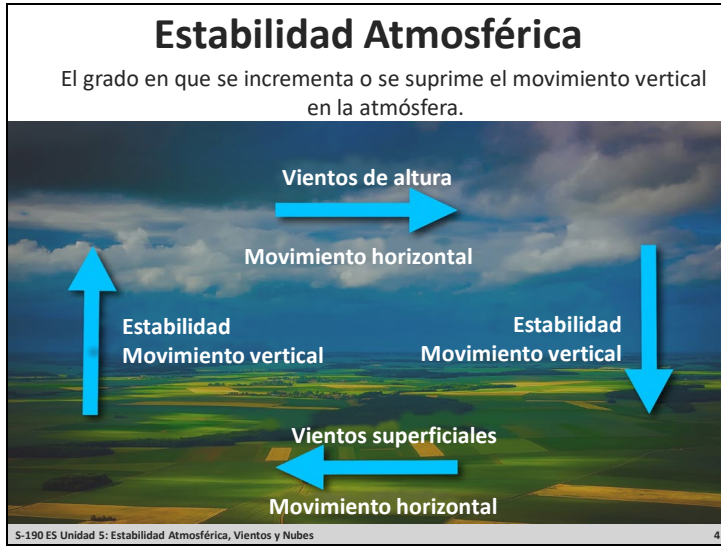 Estabilidad Atmosférica
El grado en que se incrementa o se suprime el movimiento vertical
en la atmósfera.
Vientos de altura
Movimiento horizontal
Estabilidad
Movimiento vertical
Estabilidad
Movimiento vertical
Vientos superficiales
Movimiento horizontal
S-190 ES Unidad 5: Estabilidad Atmosférica, Vientos y Nubes
4